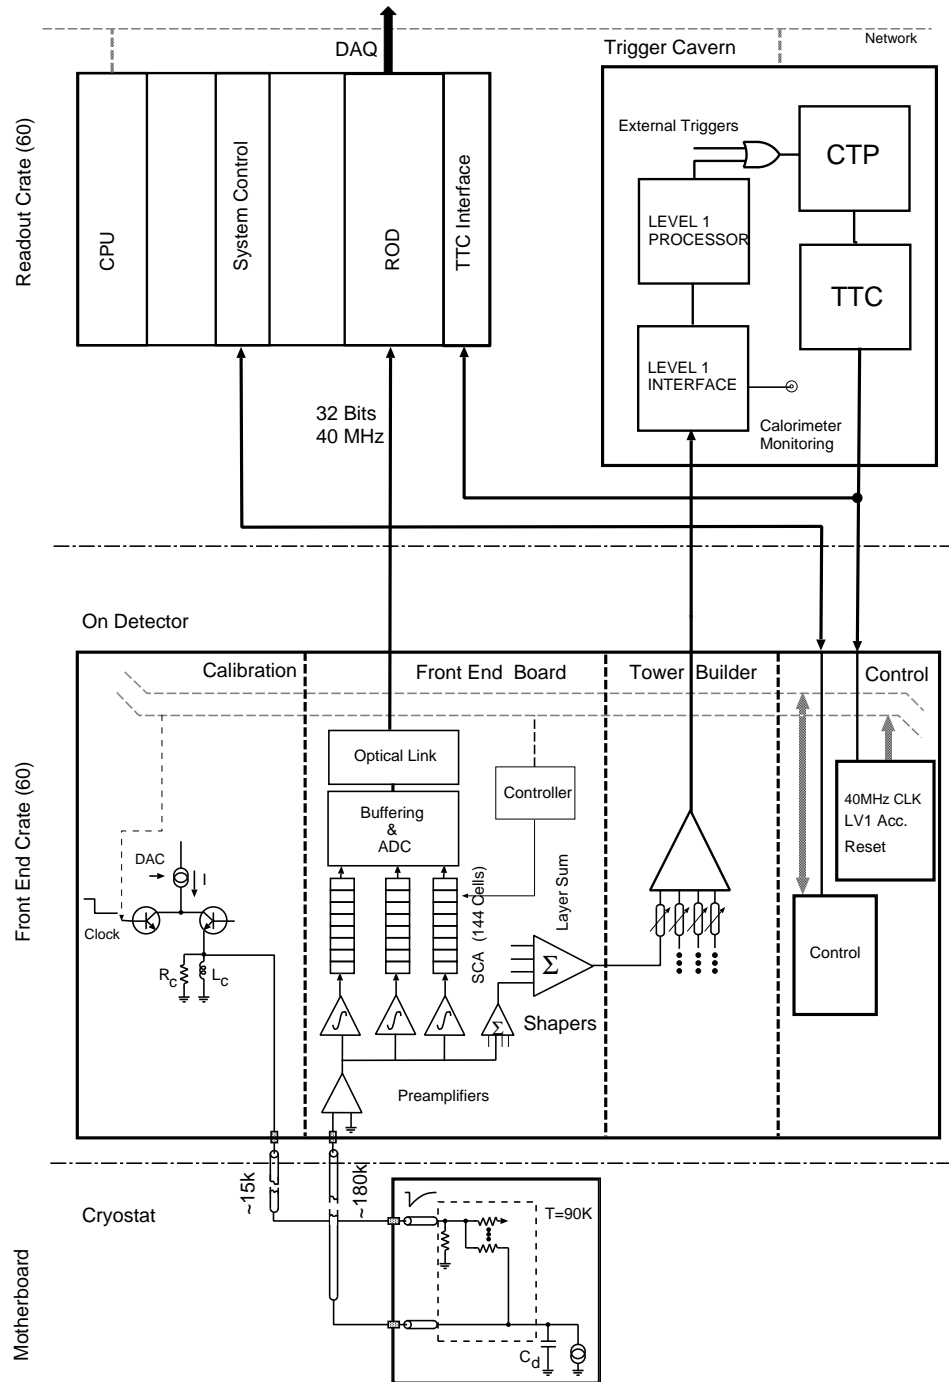 DAQ
Network
Trigger Cavern
Readout Crate (60)
CPU
System Control
ROD
TTC Interface
External Triggers
CTP
LEVEL 1
PROCESSOR
TTC
LEVEL 1
INTERFACE
Calorimeter
Monitoring
32 Bits
40 MHz
On Detector
Front End Crate (60)
Calibration
Front End Board
Tower Builder
Control
Optical Link
Controller
Buffering
&
ADC
40MHz CLK
LV1 Acc.
Reset
DAC
I
Clock
Rc
Lc
SCA (144 Cells)
Layer Sum
Σ
Control
Σ
Shapers
Preamplifiers
~15k
~180k
Cryostat
T=90K
Motherboard
Cd